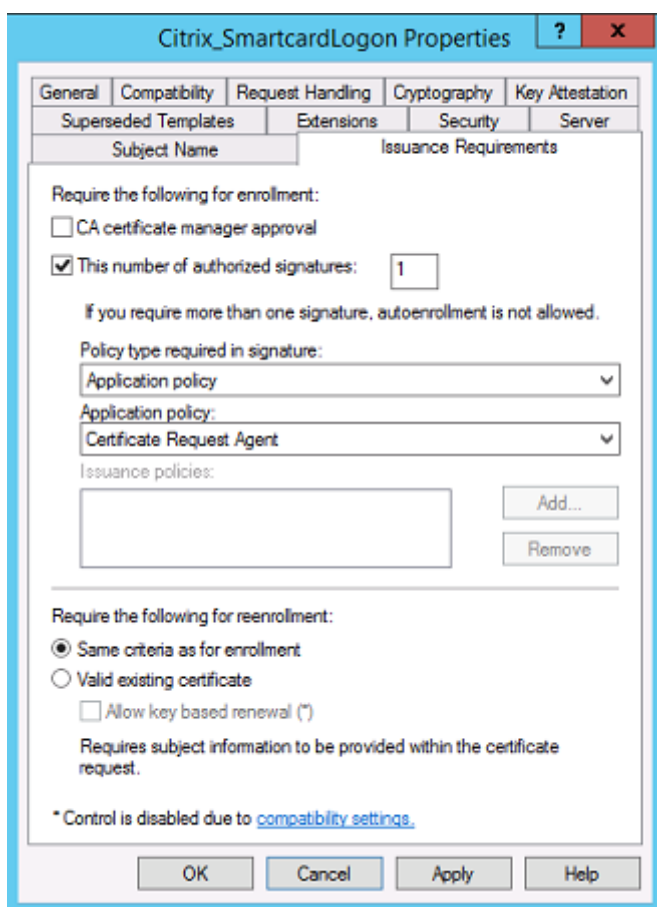 Citrix_SmartcardLogon Properties
? x
General Compatibility Request Handling Cryptography Key Attestation
Superseded Templates Extensions Security Server
Subject Name Issuance Requirements
Require the following for enrollment:
CA certificate manager approval
This number of authorized signatures: 1
If you require more than one signature, autoenrollment is not allowed.
Policy type required in signature:
Application policy
Application policy:
Certificate Request Agent
Issuance policies:
Add...
Remove
Require the following for reenrollment:
Same criteria as for enrollment
Valid existing certificate
Allow key based renewal (*)
Requires subject information to be provided within the certificate
request.
* Control is disabled due to compatibility settings.
OK Cancel Apply Help